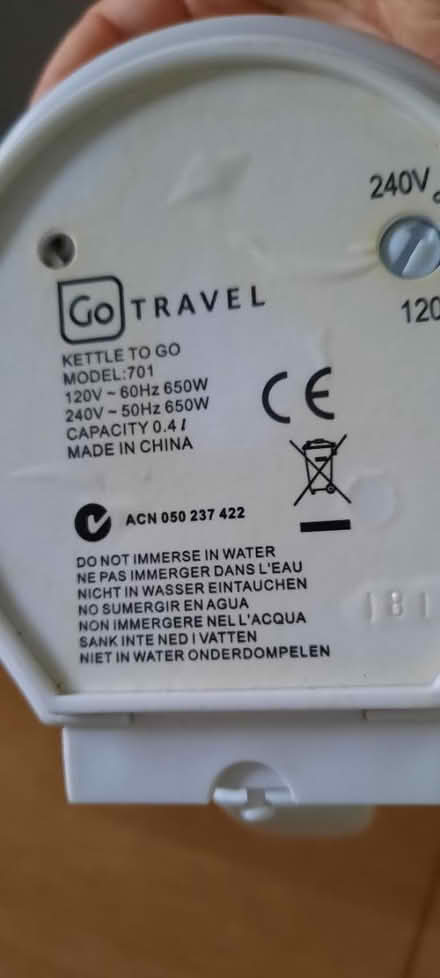 240V
Go TRAVEL
120
KETTLE TO GO
MODEL:701
120V ~ 60Hz 650W
240V ~ 50Hz 650W
CAPACITY 0.4 l
MADE IN CHINA
CE
ACN 050 237 422
DO NOT IMMERSE IN WATER
NE PAS IMMERGER DANS L'EAU
NICHT IN WASSER EINTAUCHEN
NO SUMERGIR EN AGUA
NON IMMERGERE NELL'ACQUA
SANK INTE NED I VATTEN
NIET IN WATER ONDERDOMPELEN